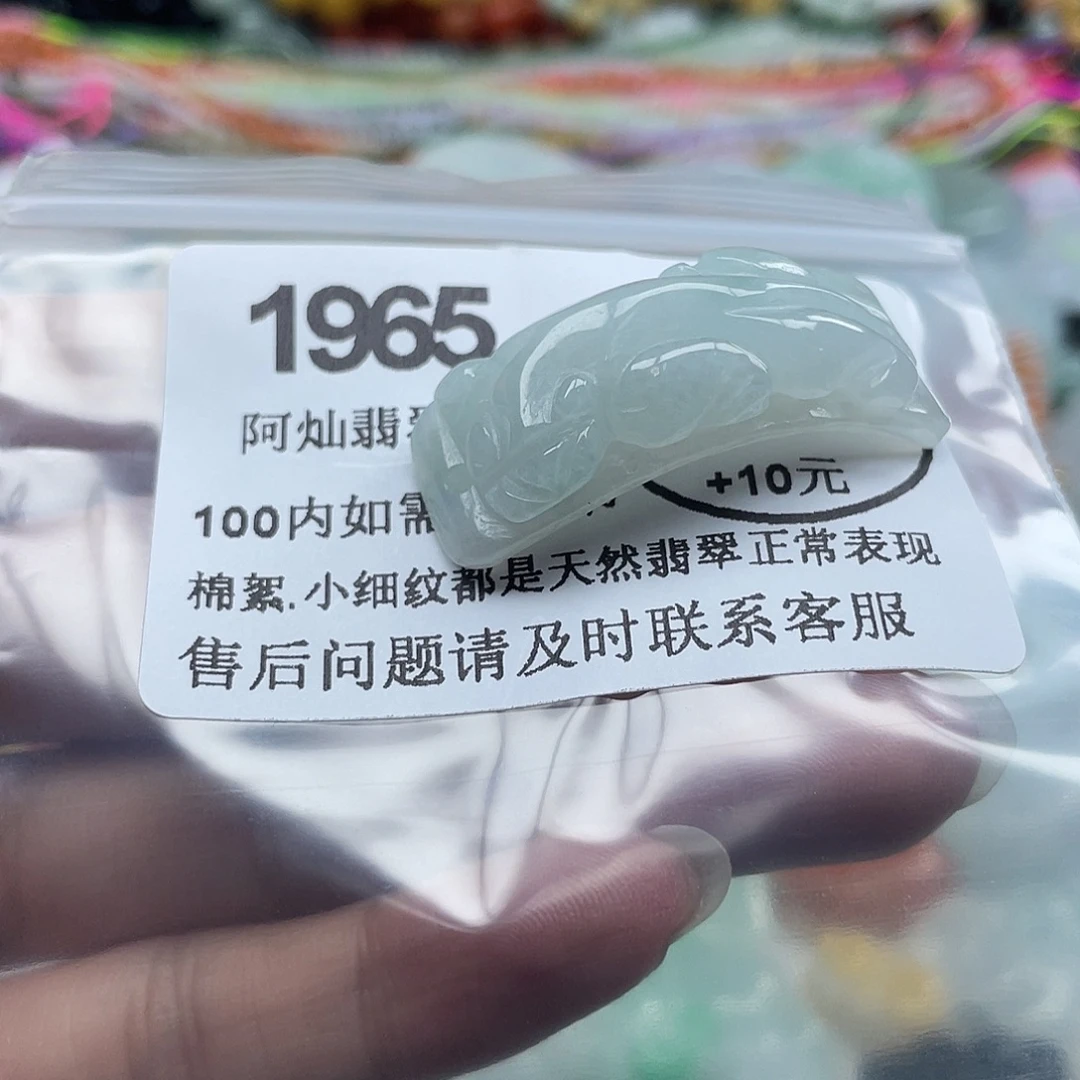 1965
阿灿翡
100内如需
+10元
棉絮.小细纹都是天然翡翠正常表现
售后问题请及时联系客服